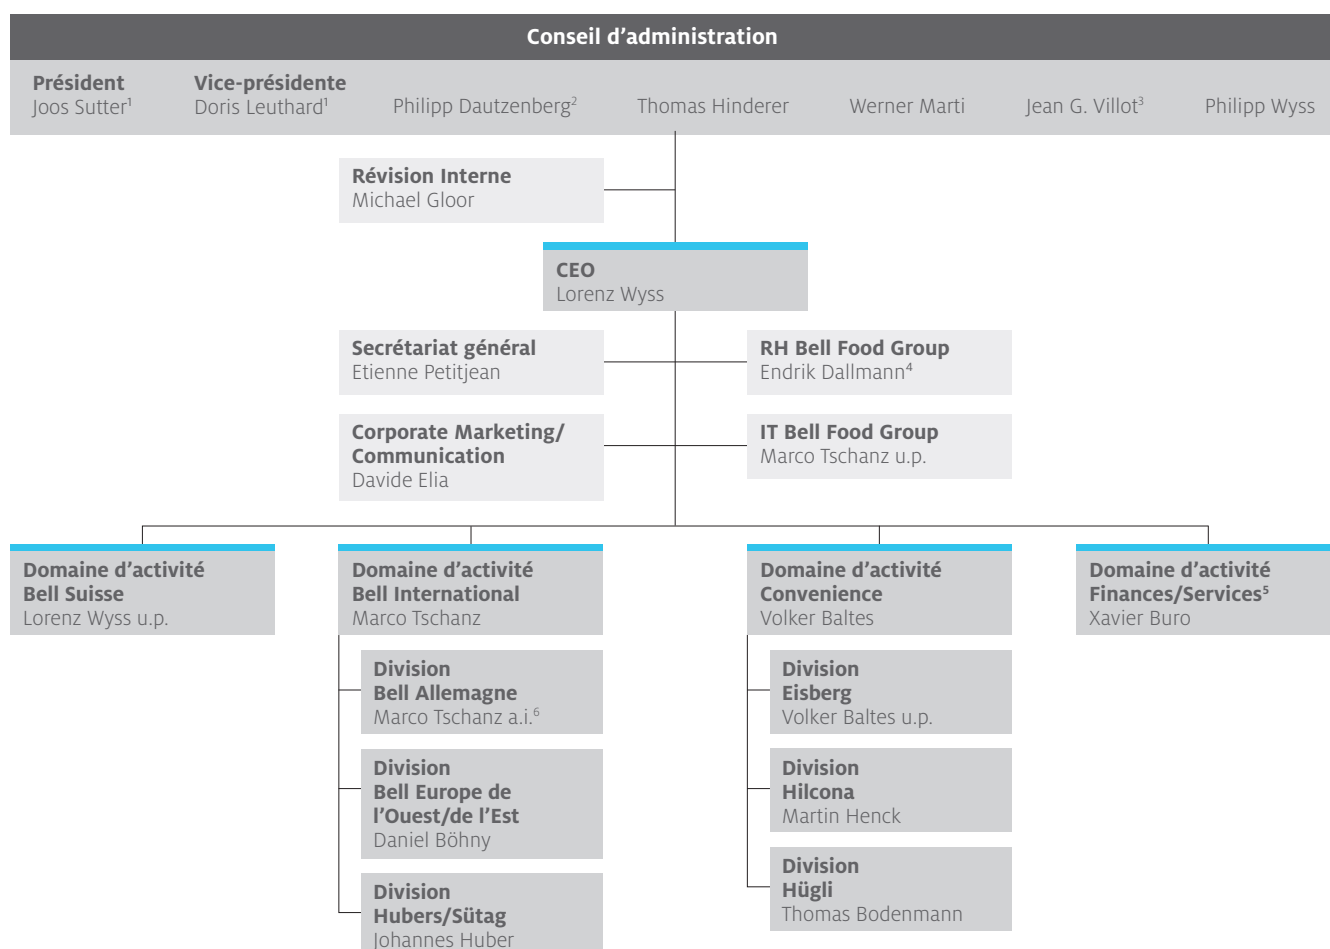 Conseil d’administration
Président
Joos Sutter¹
Vice-présidente
Doris Leuthard¹
Philipp Dautzenberg²
Thomas Hinderer
Werner Marti
Jean G. Villot³
Philipp Wyss
Révision Interne
Michael Gloor
CEO
Lorenz Wyss
Secrétariat général
Etienne Petitjean
RH Bell Food Group
Endrik Dallmann⁴
Corporate Marketing/
Communication
Davide Elia
IT Bell Food Group
Marco Tschanz u.p.
Domaine d’activité
Bell Suisse
Lorenz Wyss u.p.
Domaine d’activité
Bell International
Marco Tschanz
Division
Bell Allemagne
Marco Tschanz a.i.⁶
Division
Bell Europe de
l’Ouest/de l’Est
Daniel Böhny
Division
Hubers/Sütag
Johannes Huber
Domaine d’activité
Convenience
Volker Baltes
Division
Eisberg
Volker Baltes u.p.
Division
Hilcona
Martin Henck
Division
Hügli
Thomas Bodenmann
Domaine d’activité
Finances/Services⁵
Xavier Buro